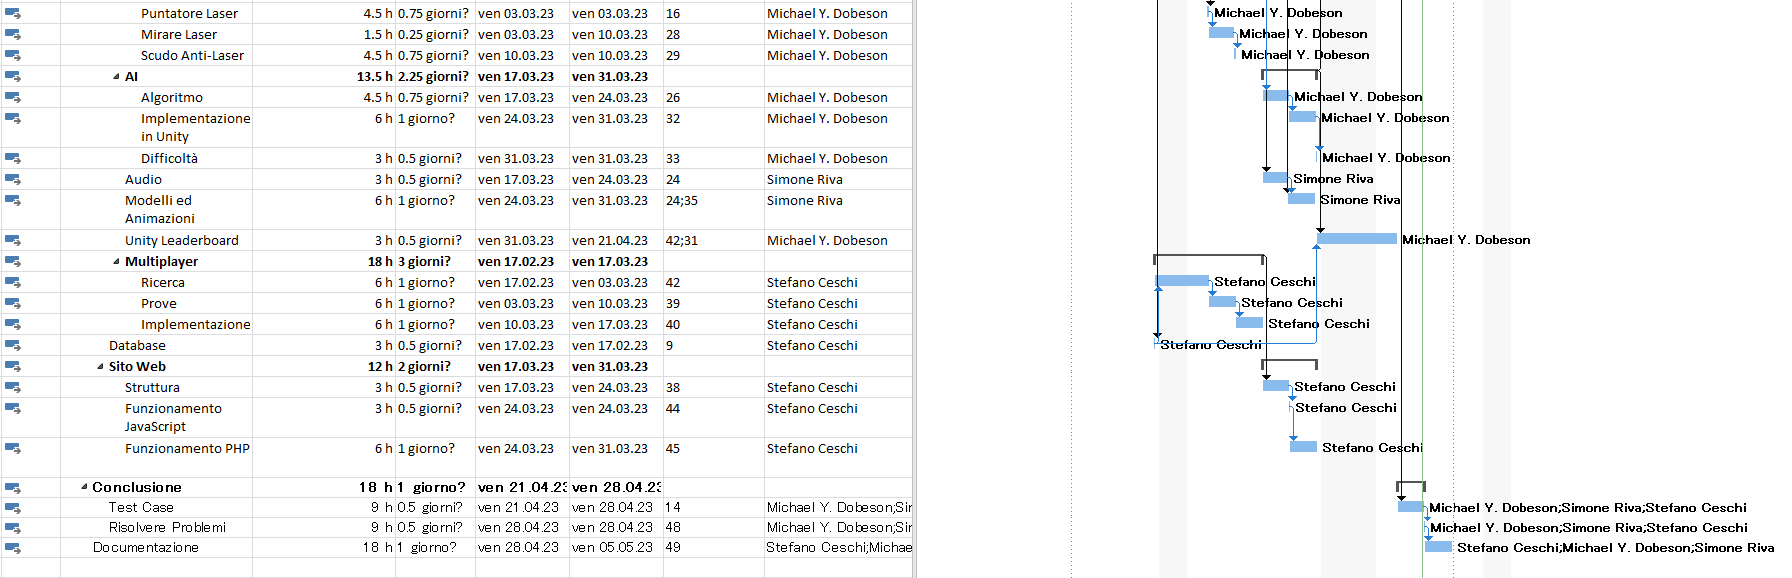 Puntatore Laser 4.5 h 0.75 giorni? ven 03.03.23 ven 03.03.23 16 Michael Y. Dobeson Michael Y. Dobeson
Mirare Laser 1.5 h 0.25 giorni? ven 03.03.23 ven 10.03.23 28 Michael Y. Dobeson Michael Y. Dobeson
Scudo Anti-Laser 4.5 h 0.75 giorni? ven 10.03.23 ven 10.03.23 29 Michael Y. Dobeson Michael Y. Dobeson
AI 13.5 h 2.25 giorni? ven 17.03.23 ven 31.03.23
Algoritmo 4.5 h 0.75 giorni? ven 17.03.23 ven 24.03.23 26 Michael Y. Dobeson Michael Y. Dobeson
Implementazione 6 h 1 giorno? ven 24.03.23 ven 31.03.23 32 Michael Y. Dobeson Michael Y. Dobeson
in Unity
Difficoltà 3 h 0.5 giorni? ven 31.03.23 ven 31.03.23 33 Michael Y. Dobeson Michael Y. Dobeson
Audio 3 h 0.5 giorni? ven 17.03.23 ven 24.03.23 24 Simone Riva Simone Riva
Modelli ed 6 h 1 giorno? ven 24.03.23 ven 31.03.23 24;35 Simone Riva Simone Riva
Animazioni
Unity Leaderboard 3 h 0.5 giorni? ven 31.03.23 ven 21.04.23 42;31 Michael Y. Dobeson Michael Y. Dobeson
Multiplayer 18 h 3 giorni? ven 17.02.23 ven 17.03.23
Ricerca 6 h 1 giorno? ven 17.02.23 ven 03.03.23 42 Stefano Ceschi Stefano Ceschi
Prove 6 h 1 giorno? ven 03.03.23 ven 10.03.23 39 Stefano Ceschi Stefano Ceschi
Implementazione 6 h 1 giorno? ven 10.03.23 ven 17.03.23 40 Stefano Ceschi Stefano Ceschi
Database 3 h 0.5 giorni? ven 17.02.23 ven 17.02.23 9 Stefano Ceschi Stefano Ceschi
Sito Web 12 h 2 giorni? ven 17.03.23 ven 31.03.23
Struttura 3 h 0.5 giorni? ven 17.03.23 ven 24.03.23 38 Stefano Ceschi Stefano Ceschi
Funzionamento 3 h 0.5 giorni? ven 24.03.23 ven 24.03.23 44 Stefano Ceschi Stefano Ceschi
JavaScript
Funzionamento PHP 6 h 1 giorno? ven 24.03.23 ven 31.03.23 45 Stefano Ceschi Stefano Ceschi
Conclusione 18 h 1 giorno? ven 21.04.23 ven 28.04.23
Test Case 9 h 0.5 giorni? ven 21.04.23 ven 28.04.23 14 Michael Y. Dobeson;Sir Michael Y. Dobeson;Simone Riva;Stefano Ceschi
Risolvere Problemi 9 h 0.5 giorni? ven 28.04.23 ven 28.04.23 48 Michael Y. Dobeson;Sir Michael Y. Dobeson;Simone Riva;Stefano Ceschi
Documentazione 18 h 1 giorno? ven 28.04.23 ven 05.05.23 49 Stefano Ceschi;Michae Stefano Ceschi;Michael Y. Dobeson;Simone Riva